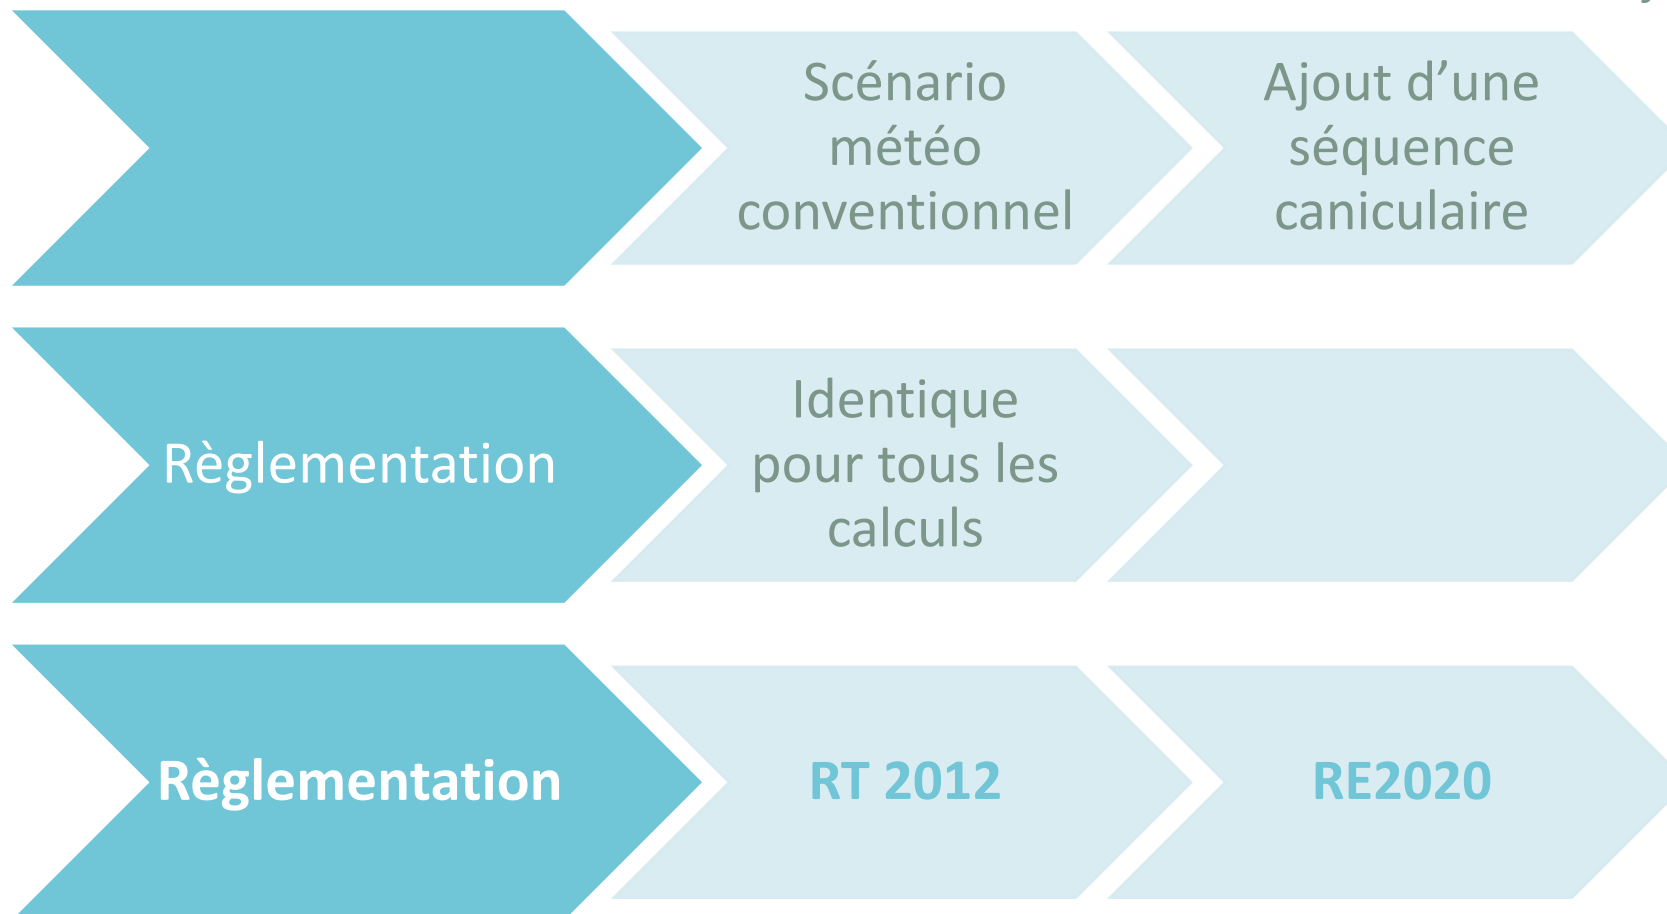 Scénario
météo
conventionnel
Ajout d’une
séquence
caniculaire
Règlementation
Identique
pour tous les
calculs
Règlementation
RT 2012
RE2020